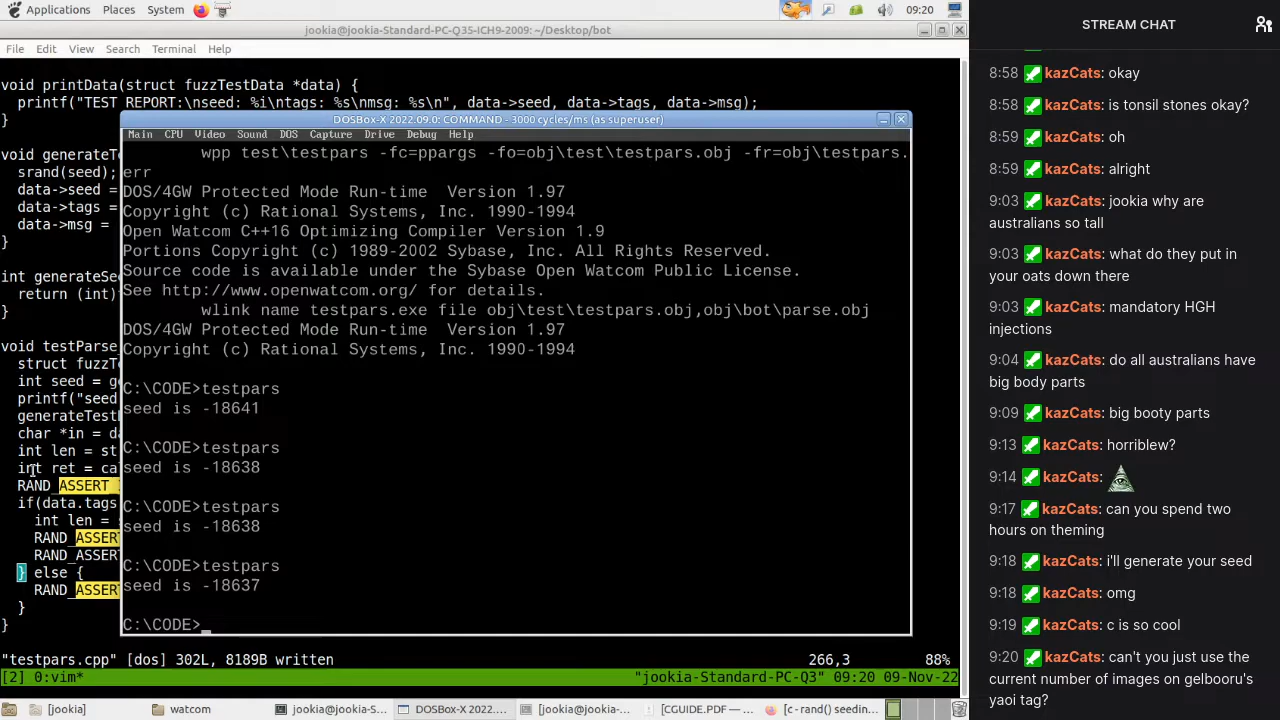 Applications Places System 09:20
jookia@jookia-Standard-PC-Q35-ICH9-2009: ~/Desktop/bot
File Edit View Search Terminal Help
void printData(struct fuzzTestData *data) {
printf("TEST REPORT:\nseed: %i\ntags: %s\nmsg: %s\n", data->seed, data->tags, data->msg);
}
void generateT
srand(seed);
data->seed =
data->tags =
data->msg =
}
int generateSee
return (int)
}
void testParse_
struct fuzzTe
int seed = ge
printf("seed
generateTest
char *in = da
int len = st
int ret = ca
RAND_ASSERT_
if(data.tags
int len =
RAND_ASSERT
RAND_ASSERT
} else {
RAND_ASSERT
}
}
"testpars.cpp" [dos] 302L, 8189B written 266,3 88%
[2] 0:vim* "jookia-Standard-PC-Q3" 09:20 09-Nov-22
DOSBox-X 2022.09.0: COMMAND - 3000 cycles/ms (as superuser)
Main CPU Video Sound DOS Capture Drive Debug Help
wpp test\testpars -fc=ppargs -fo=obj\test\testpars.obj -fr=obj\testpars.
err
DOS/4GW Protected Mode Run-time Version 1.97
Copyright (c) Rational Systems, Inc. 1990-1994
Open Watcom C++16 Optimizing Compiler Version 1.9
Portions Copyright (c) 1989-2002 Sybase, Inc. All Rights Reserved.
Source code is available under the Sybase Open Watcom Public License.
See http://www.openwatcom.org/ for details.
wlink name testpars.exe file obj\test\testpars.obj,obj\bot\parse.obj
DOS/4GW Protected Mode Run-time Version 1.97
Copyright (c) Rational Systems, Inc. 1990-1994
C:\CODE>testpars
seed is -18641
C:\CODE>testpars
seed is -18638
C:\CODE>testpars
seed is -18638
C:\CODE>testpars
seed is -18637
C:\CODE>_
[jookia] watcom jookia@jookia-S... DOSBox-X 2022.... [jookia@jookia-... [CGUIDE.PDF —... [c - rand() seedin...
STREAM CHAT
8:58 kazCats: okay
8:58 kazCats: is tonsil stones okay?
8:59 kazCats: oh
8:59 kazCats: alright
9:03 kazCats: jookia why are
australians so tall
9:03 kazCats: what do they put in
your oats down there
9:03 kazCats: mandatory HGH
injections
9:04 kazCats: do all australians have
big body parts
9:09 kazCats: big booty parts
9:13 kazCats: horriblew?
9:14 kazCats:
9:17 kazCats: can you spend two
hours on theming
9:18 kazCats: i'll generate your seed
9:18 kazCats: omg
9:19 kazCats: c is so cool
9:20 kazCats: can't you just use the
current number of images on gelbooru's
yaoi tag?